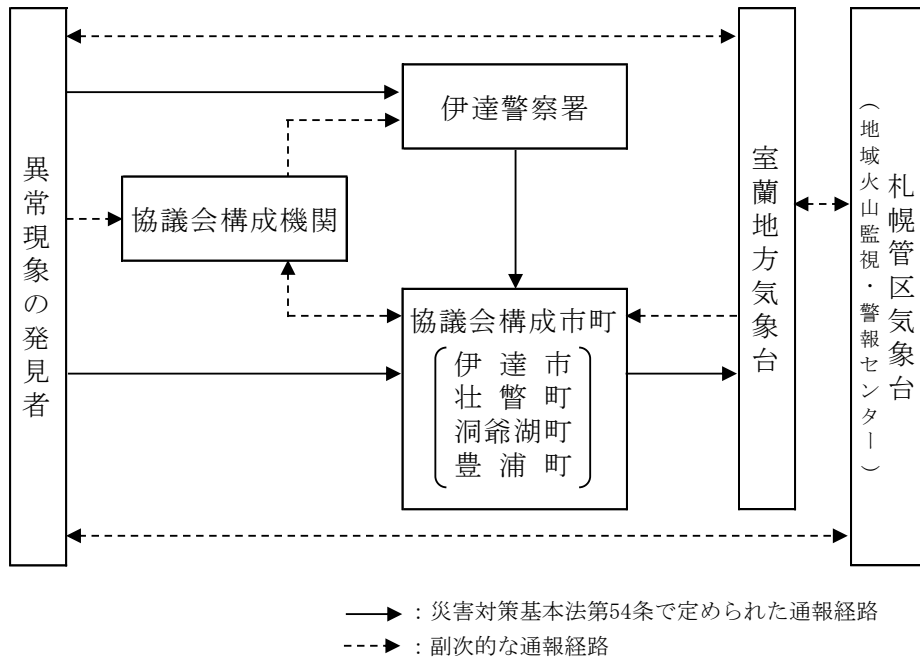 異常現象の発見者
伊達警察署
協議会構成機関
協議会構成市町
伊達市
壮瞥町
洞爺湖町
豊浦町
室蘭地方気象台
札幌管区気象台
(地域火山監視・警報センター)
：災害対策基本法第54条で定められた通報経路
：副次的な通報経路